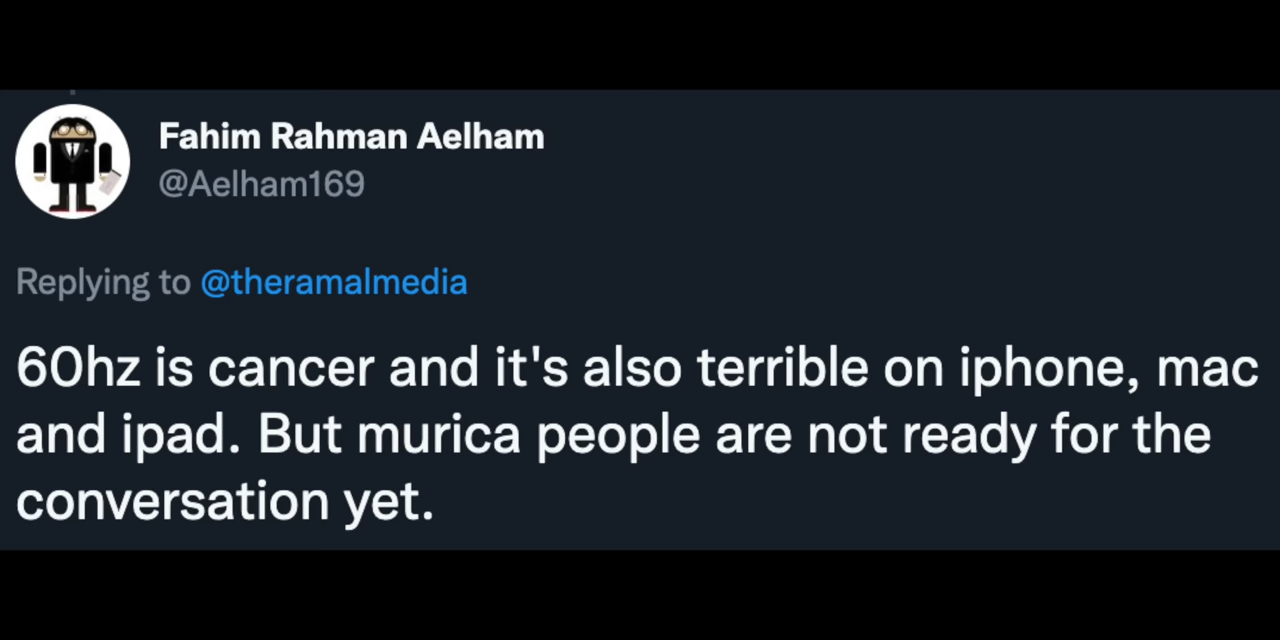 Fahim Rahman Aelham
@Aelham169
Replying to @theramalmedia
60hz is cancer and it's also terrible on iphone, mac
and ipad. But murica people are not ready for the
conversation yet.